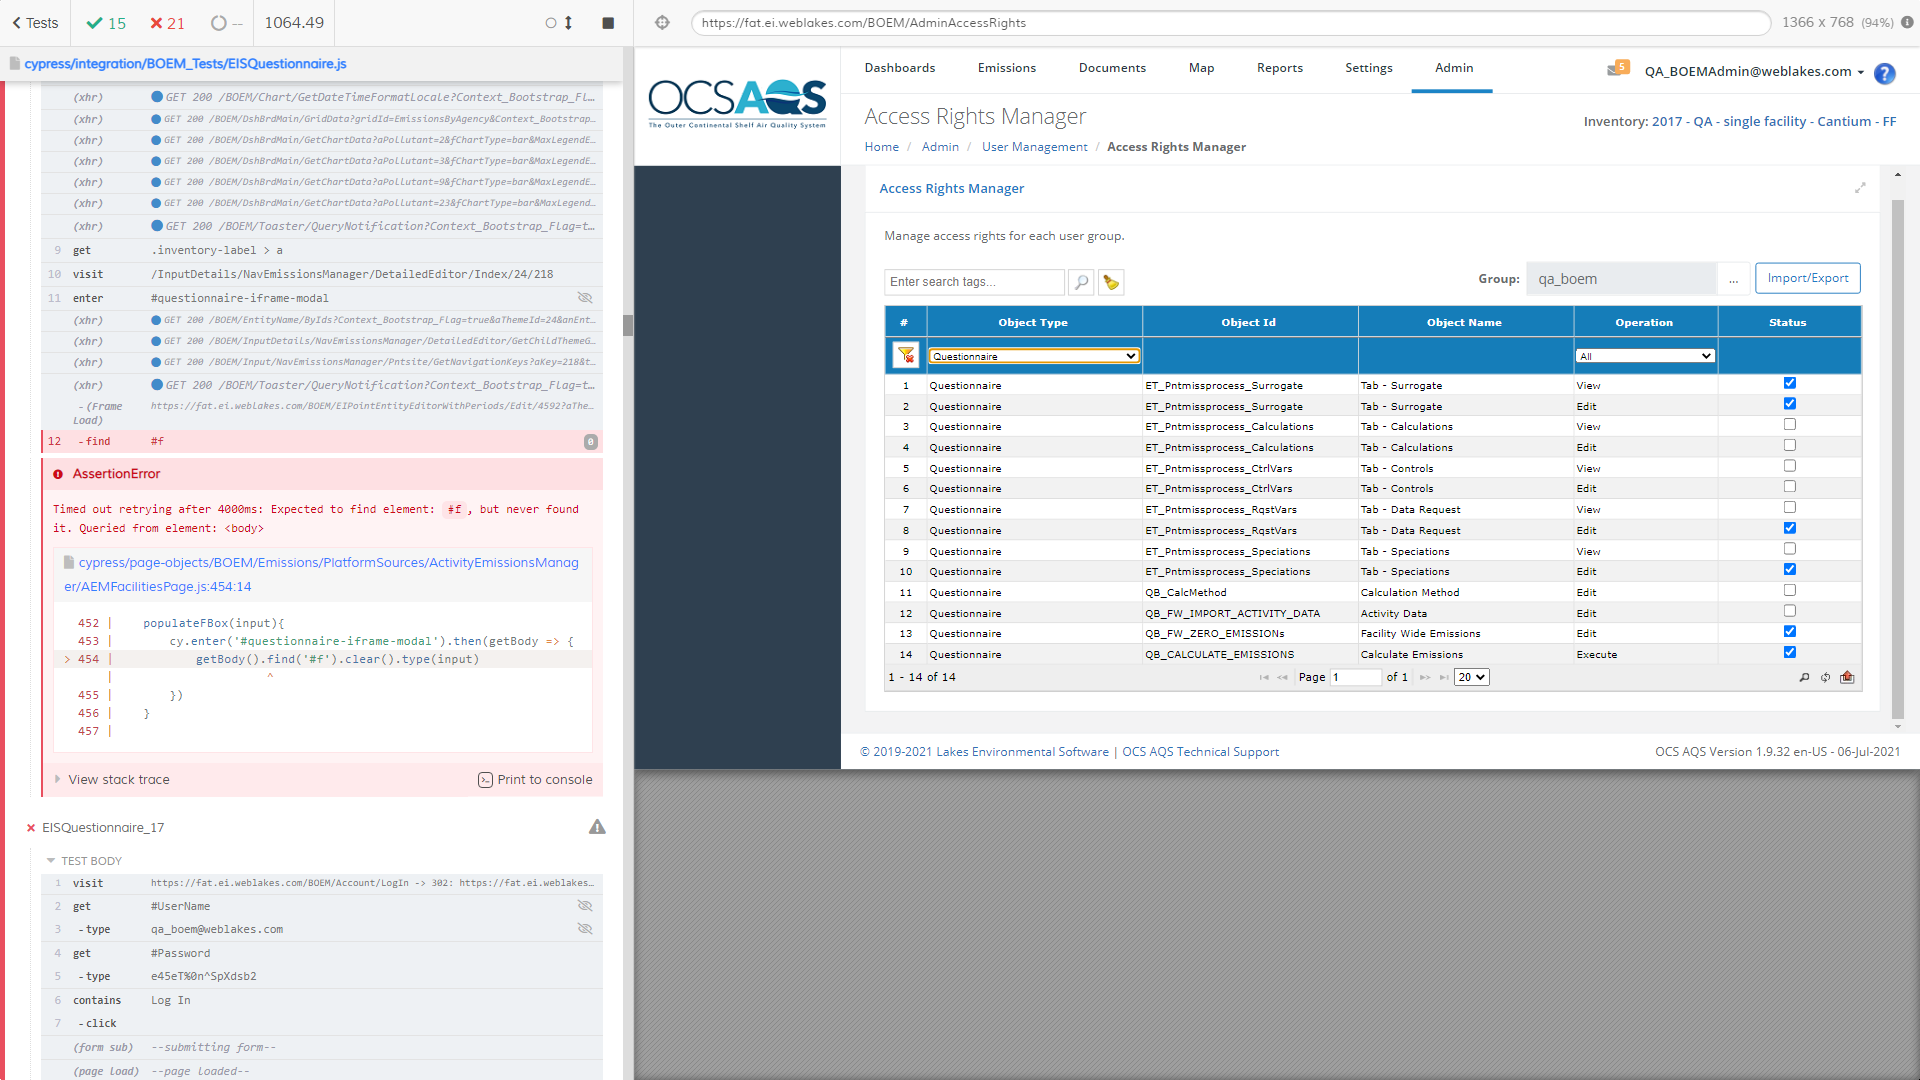 Tests
15
21
--
1064.49
cypress/integration/BOEM_Tests/EISQuestionnaire.js
(xhr) GET 200 /BOEM/Chart/GetDateTimeFormatLocale?Context_Bootstrap_Fl...
(xhr) GET 200 /BOEM/DshBrdMain/GridData?gridId=EmissionsByAgency&Context_Bootstrap...
(xhr) GET 200 /BOEM/DshBrdMain/GetChartData?aPollutant=2&fChartType=bar&MaxLegendE...
(xhr) GET 200 /BOEM/DshBrdMain/GetChartData?aPollutant=3&fChartType=bar&MaxLegendE...
(xhr) GET 200 /BOEM/DshBrdMain/GetChartData?aPollutant=9&fChartType=bar&MaxLegendE...
(xhr) GET 200 /BOEM/DshBrdMain/GetChartData?aPollutant=23&fChartType=bar&MaxLegend...
(xhr) GET 200 /BOEM/Toaster/QueryNotification?Context_Bootstrap_Flag=t...
9 get .inventory-label > a
10 visit /InputDetails/NavEmissionsManager/DetailedEditor/Index/24/218
11 enter #questionnaire-iframe-modal
(xhr) GET 200 /BOEM/EntityName/ByIds?Context_Bootstrap_Flag=true&aThemeId=24&anEnt...
(xhr) GET 200 /BOEM/InputDetails/NavEmissionsManager/DetailedEditor/GetChildThemeG...
(xhr) GET 200 /BOEM/Input/NavEmissionsManager/Pntsite/GetNavigationKeys?aKey=218&t...
(xhr) GET 200 /BOEM/Toaster/QueryNotification?Context_Bootstrap_Flag=t...
- (Frame Load) https://fat.ei.weblakes.com/BOEM/EIPointEntityEditorWithPeriods/Edit/4592?aThe...
12 - find #f 0
AssertionError
Timed out retrying after 4000ms: Expected to find element: #f, but never found
it. Queried from element: <body>
cypress/page-objects/BOEM/Emissions/PlatformSources/ActivityEmissionsManag
er/AEMFacilitiesPage.js:454:14
452 | populateFBox(input){
453 | cy.enter('#questionnaire-iframe-modal').then(getBody => {
> 454 | getBody().find('#f').clear().type(input)
| ^
455 | })
456 | }
457 |
View stack trace
Print to console
EISQuestionnaire_17
TEST BODY
1 visit https://fat.ei.weblakes.com/BOEM/Account/LogIn -> 302: https://fat.ei.weblakes...
2 get #UserName
3 - type qa_boem@weblakes.com
4 get #Password
5 - type e45eT%0n^SpXdsb2
6 contains Log In
7 - click
(form sub) --submitting form--
(page load) --page loaded--
https://fat.ei.weblakes.com/BOEM/AdminAccessRights
1366 x 768 (94%)
OCSAQS
The Outer Continental Shelf Air Quality System
Dashboards Emissions Documents Map Reports Settings Admin
5
QA_BOEMAdmin@weblakes.com
?
Access Rights Manager
Inventory: 2017 - QA - single facility - Cantium - FF
Home / Admin / User Management / Access Rights Manager
Access Rights Manager
Manage access rights for each user group.
Enter search tags...
Group: qa_boem ... Import/Export
# Object Type Object Id Object Name Operation Status
Questionnaire All
1 Questionnaire ET_Pntmissprocess_Surrogate Tab - Surrogate View
2 Questionnaire ET_Pntmissprocess_Surrogate Tab - Surrogate Edit
3 Questionnaire ET_Pntmissprocess_Calculations Tab - Calculations View
4 Questionnaire ET_Pntmissprocess_Calculations Tab - Calculations Edit
5 Questionnaire ET_Pntmissprocess_CtrlVars Tab - Controls View
6 Questionnaire ET_Pntmissprocess_CtrlVars Tab - Controls Edit
7 Questionnaire ET_Pntmissprocess_RqstVars Tab - Data Request View
8 Questionnaire ET_Pntmissprocess_RqstVars Tab - Data Request Edit
9 Questionnaire ET_Pntmissprocess_Speciations Tab - Speciations View
10 Questionnaire ET_Pntmissprocess_Speciations Tab - Speciations Edit
11 Questionnaire QB_CalcMethod Calculation Method Edit
12 Questionnaire QB_FW_IMPORT_ACTIVITY_DATA Activity Data Edit
13 Questionnaire QB_FW_ZERO_EMISSIONs Facility Wide Emissions Edit
14 Questionnaire QB_CALCULATE_EMISSIONS Calculate Emissions Execute
1 - 14 of 14 Page 1 of 1 20
© 2019-2021 Lakes Environmental Software | OCS AQS Technical Support
OCS AQS Version 1.9.32 en-US - 06-Jul-2021